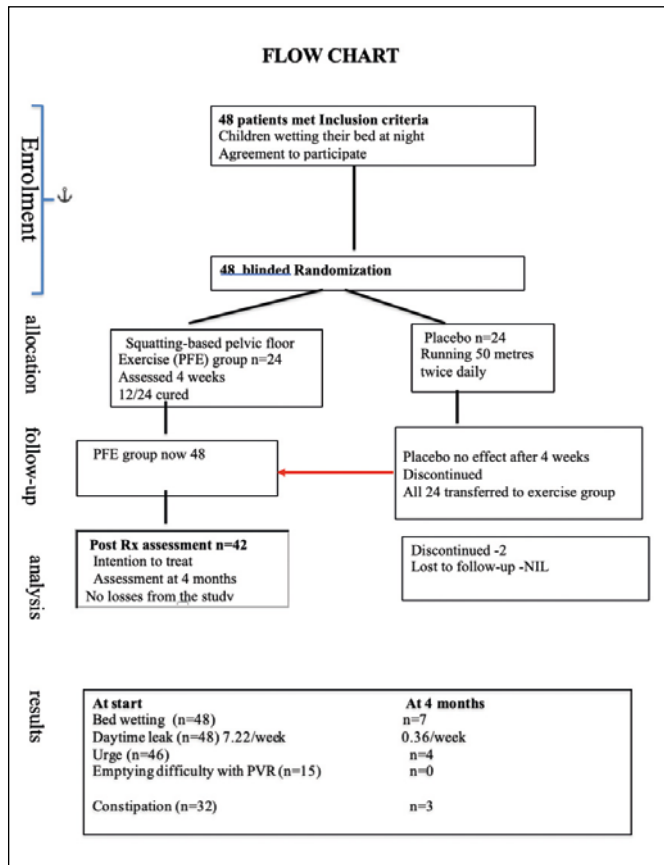 FLOW CHART
48 patients met Inclusion criteria
Children wetting their bed at night
Agreement to participate
Enrolment
48 blinded Randomization
allocation
Squatting-based pelvic floor
Exercise (PFE) group n=24
Assessed 4 weeks
12/24 cured
Placebo n=24
Running 50 metres
twice daily
follow-up
PFE group now 48
Placebo no effect after 4 weeks
Discontinued
All 24 transferred to exercise group
analysis
Post Rx assessment n=42
Intention to treat
Assessment at 4 months
No losses from the study
Discontinued -2
Lost to follow-up -NIL
results
At start At 4 months
Bed wetting (n=48) n=7
Daytime leak (n=48) 7.22/week 0.36/week
Urge (n=46) n=4
Emptying difficulty with PVR (n=15) n=0
Constipation (n=32) n=3